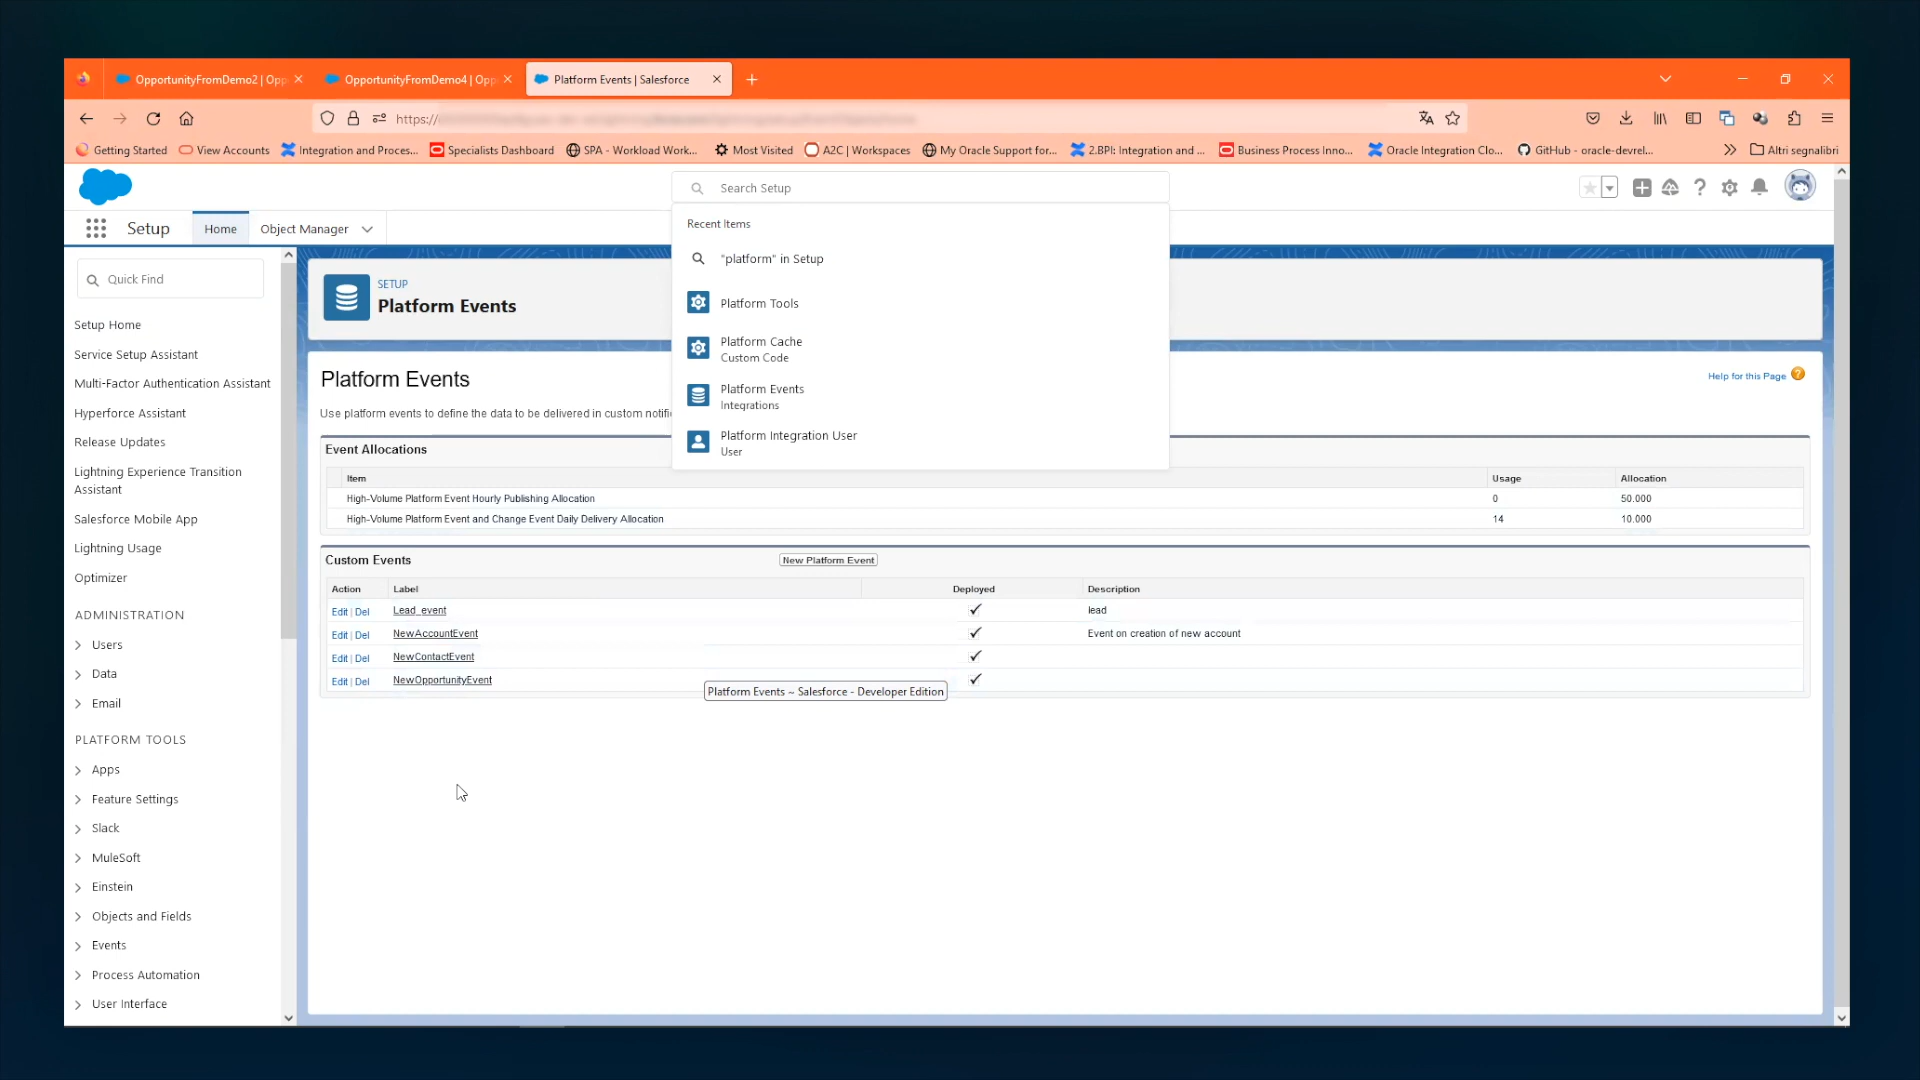 OpportunityFromDemo2 | Opp
OpportunityFromDemo4 | Opp
Platform Events | Salesforce
https://
Getting Started
View Accounts
Integration and Proces...
Specialists Dashboard
SPA - Workload Work...
Most Visited
A2C | Workspaces
My Oracle Support for...
2.BPI: Integration and ...
Business Process Inno...
Oracle Integration Clo...
GitHub - oracle-devrel...
Altri segnalibri
Search Setup
Setup
Home
Object Manager
Recent Items
"platform" in Setup
Platform Tools
Platform Cache
Custom Code
Platform Events
Integrations
Platform Integration User
User
Quick Find
Setup Home
Service Setup Assistant
Multi-Factor Authentication Assistant
Hyperforce Assistant
Release Updates
Lightning Experience Transition
Assistant
Salesforce Mobile App
Lightning Usage
Optimizer
ADMINISTRATION
Users
Data
Email
PLATFORM TOOLS
Apps
Feature Settings
Slack
MuleSoft
Einstein
Objects and Fields
Events
Process Automation
User Interface
SETUP
Platform Events
Platform Events
Help for this Page ?
Use platform events to define the data to be delivered in custom
Event Allocations
Item Usage Allocation
High-Volume Platform Event Hourly Publishing Allocation 0 50.000
High-Volume Platform Event and Change Event Daily Delivery Allocation 14 10.000
Custom Events
New Platform Event
Action Label Deployed Description
Edit | Del Lead_event lead
Edit | Del NewAccountEvent Event on creation of new account
Edit | Del NewContactEvent
Edit | Del NewOpportunityEvent
Platform Events ~ Salesforce - Developer Edition